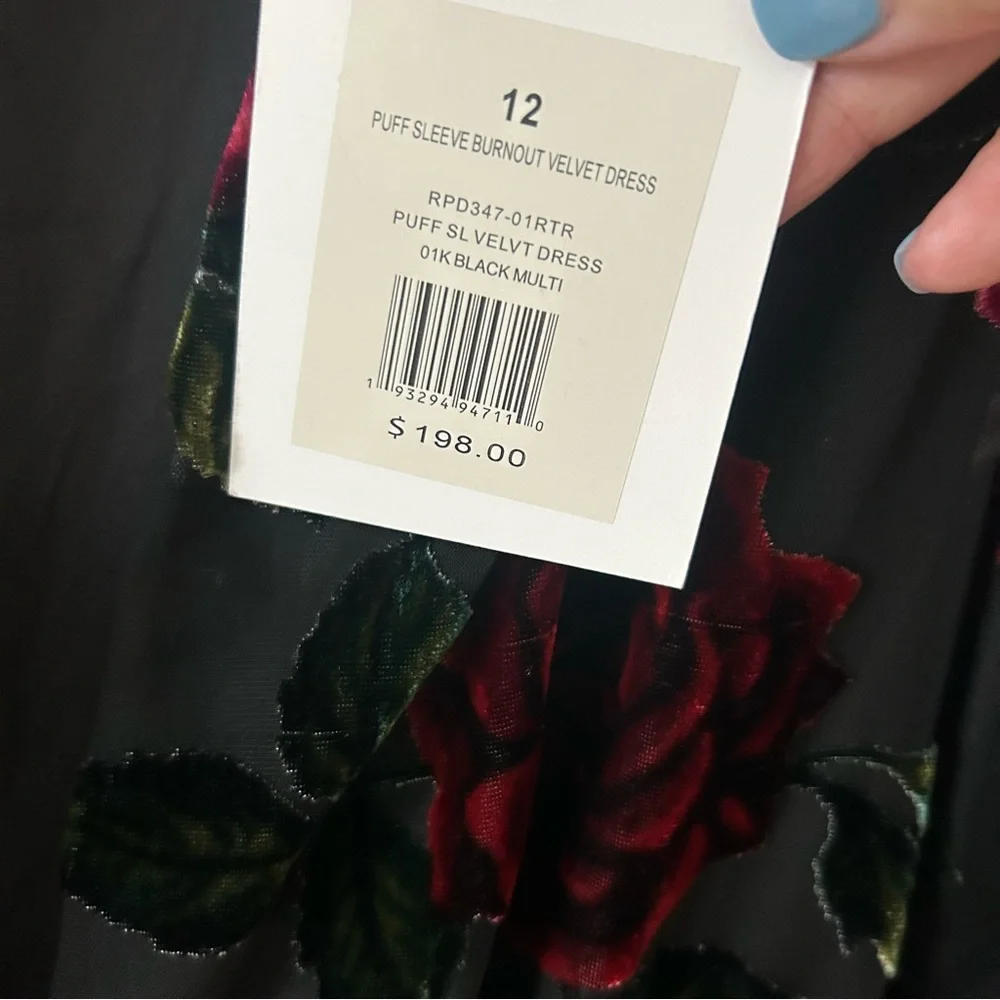 12
PUFF SLEEVE BURNOUT VELVET DRESS
RPD347-01RTR
PUFF SL VELVT DRESS
01K BLACK MULTI
1 93294 94711 0
$ 198.00